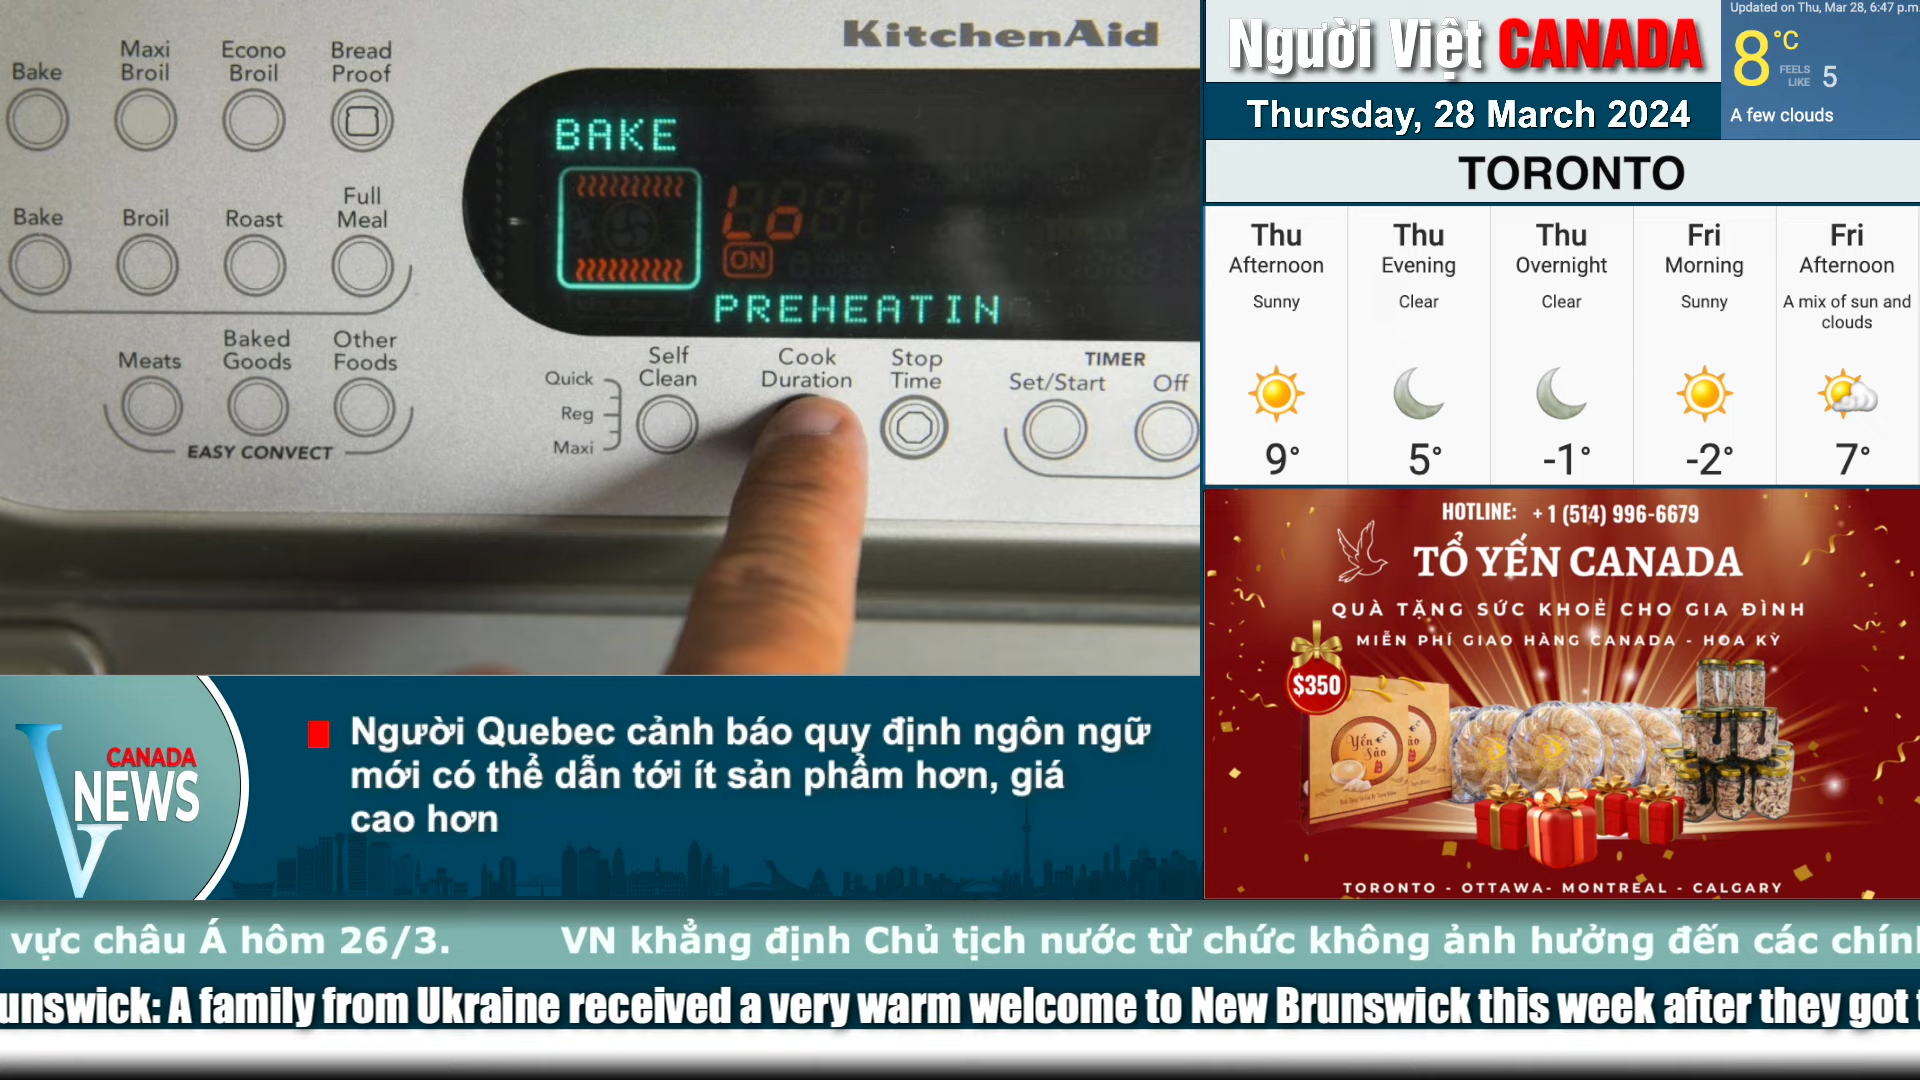 KitchenAid
Bake
Maxi
Broil
Econo
Broil
Bread
Proof
BAKE
Lo
ON
PREHEATIN
Bake
Broil
Roast
Full
Meal
Meats
Baked
Goods
Other
Foods
EASY CONVECT
Quick
Reg
Maxi
Self
Clean
Cook
Duration
Stop
Time
TIMER
Set/Start
Off
Người Việt CANADA
Thursday, 28 March 2024
Updated on Thu, Mar 28, 6:47 p.m.
8 °C
FEELS
LIKE 5
A few clouds
TORONTO
Thu
Afternoon
Sunny
9°
Thu
Evening
Clear
5°
Thu
Overnight
Clear
-1°
Fri
Morning
Sunny
-2°
Fri
Afternoon
A mix of sun and
clouds
7°
HOTLINE: + 1 (514) 996-6679
TỔ YẾN CANADA
QUÀ TẶNG SỨC KHOẺ CHO GIA ĐÌNH
MIỄN PHÍ GIAO HÀNG CANADA - HOA KỲ
$350
Yến
Sào
TORONTO - OTTAWA- MONTREAL - CALGARY
CANADA
V NEWS
Người Quebec cảnh báo quy định ngôn ngữ
mới có thể dẫn tới ít sản phẩm hơn, giá
cao hơn
vực châu Á hôm 26/3. VN khẳng định Chủ tịch nước từ chức không ảnh hưởng đến các chính
unswick: A family from Ukraine received a very warm welcome to New Brunswick this week after they got